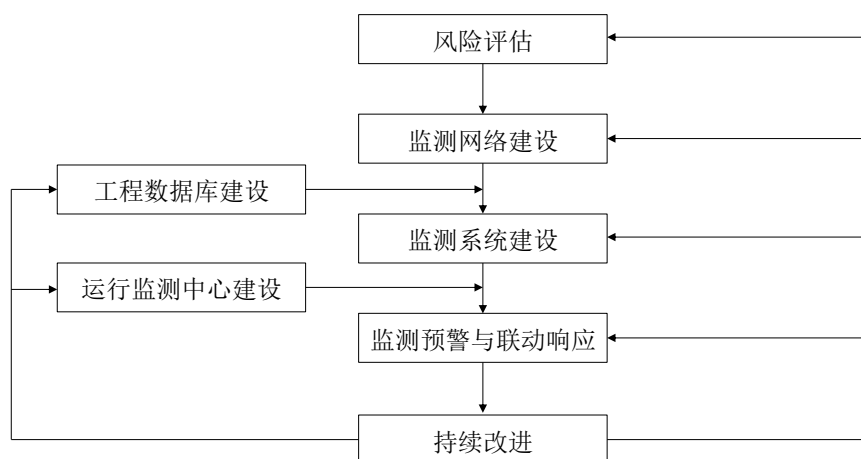 风险评估
监测网络建设
工程数据库建设
监测系统建设
运行监测中心建设
监测预警与联动响应
持续改进